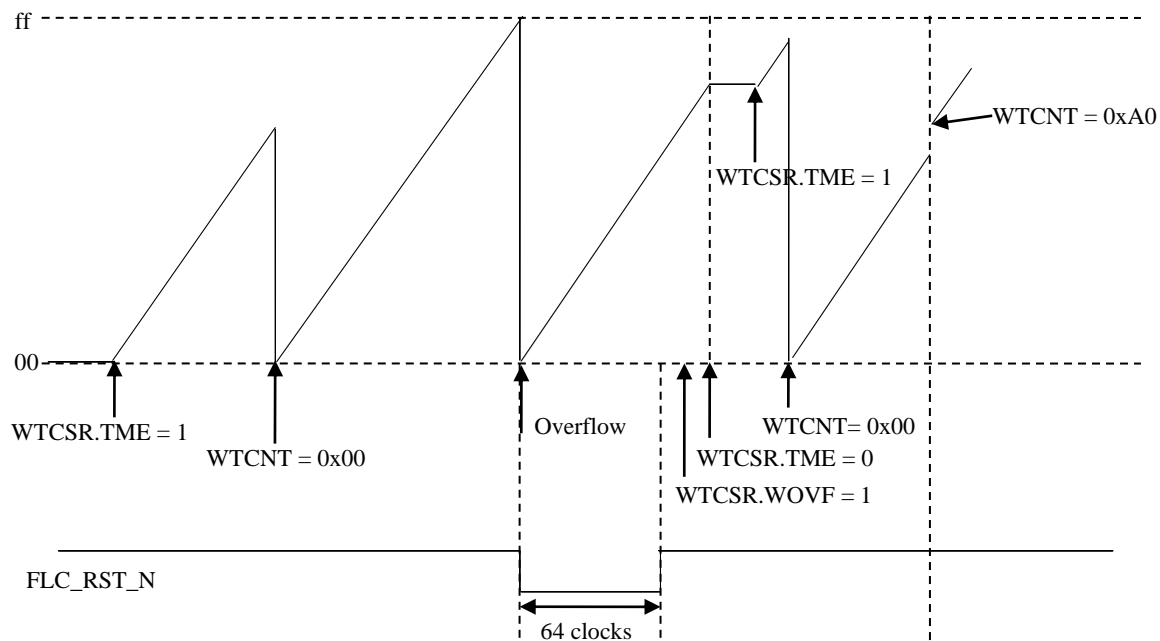 ff
WTCNT = 0xA0
WTCSR.TME = 1
00
WTCSR.TME = 1
WTCNT = 0x00
Overflow
WTCNT= 0x00
WTCSR.TME = 0
WTCSR.WOVF = 1
FLC_RST_N
64 clocks